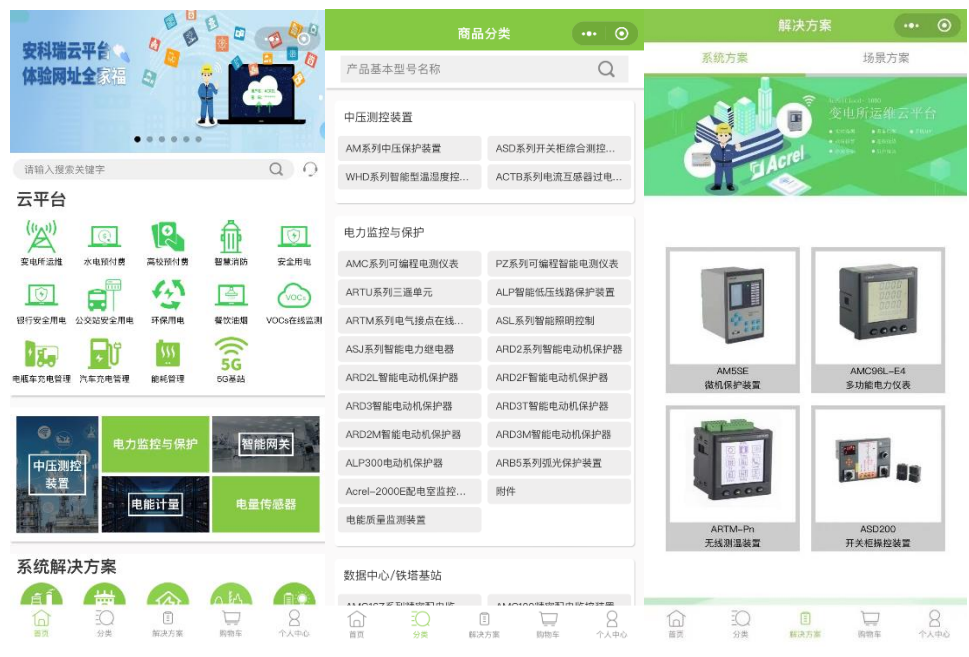 安科瑞云平台
体验网址全家福
请输入搜索关键字
云平台
变电所运维
水电预付费
高校预付费
智慧消防
安全用电
银行安全用电
公交站安全用电
环保用电
餐饮油烟
VOCs
VOCs在线监测
电瓶车充电管理
汽车充电管理
能耗管理
5G
5G基站
中压测控
装置
电力监控与保护
智能网关
电能计量
电量传感器
系统解决方案
首页
分类
解决方案
购物车
个人中心
商品分类
产品基本型号名称
中压测控装置
AM系列中压保护装置
ASD系列开关柜综合测控...
WHD系列智能型温湿度控...
ACTB系列电流互感器过电...
电力监控与保护
AMC系列可编程电测仪表
PZ系列可编程智能电测仪表
ARTU系列三遥单元
ALP智能低压线路保护装置
ARTM系列电气接点在线...
ASL系列智能照明控制
ASJ系列智能电力继电器
ARD2系列智能电动机保护器
ARD2L智能电动机保护器
ARD2F智能电动机保护器
ARD3智能电动机保护器
ARD3T智能电动机保护器
ARD2M智能电动机保护器
ARD3M智能电动机保护器
ALP300电动机保护器
ARB5系列弧光保护装置
Acrel-2000E配电室监控...
附件
电能质量监测装置
数据中心/铁塔基站
首页
分类
解决方案
购物车
个人中心
解决方案
系统方案
场景方案
变电所运维云平台
Acrel
AM5SE
微机保护装置
AMC96L-E4
多功能电力仪表
ARTM-Pn
无线测温装置
ASD200
开关柜操控装置
首页
分类
解决方案
购物车
个人中心